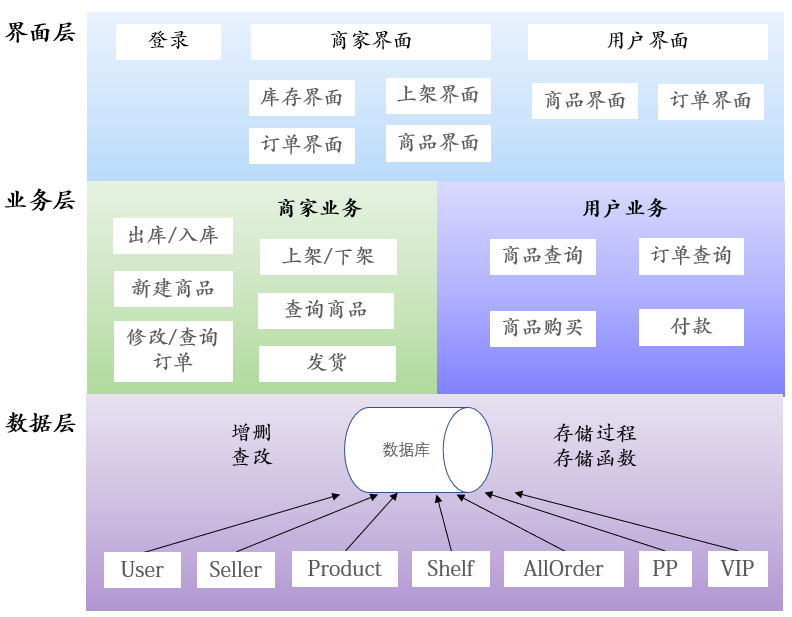 界面层
登录
商家界面
用户界面
库存界面
上架界面
商品界面
订单界面
订单界面
商品界面
业务层
商家业务
用户业务
出库/入库
上架/下架
商品查询
订单查询
新建商品
查询商品
商品购买
付款
修改/查询
订单
发货
数据层
增删
查改
数据库
存储过程
存储函数
User
Seller
Product
Shelf
AllOrder
PP
VIP